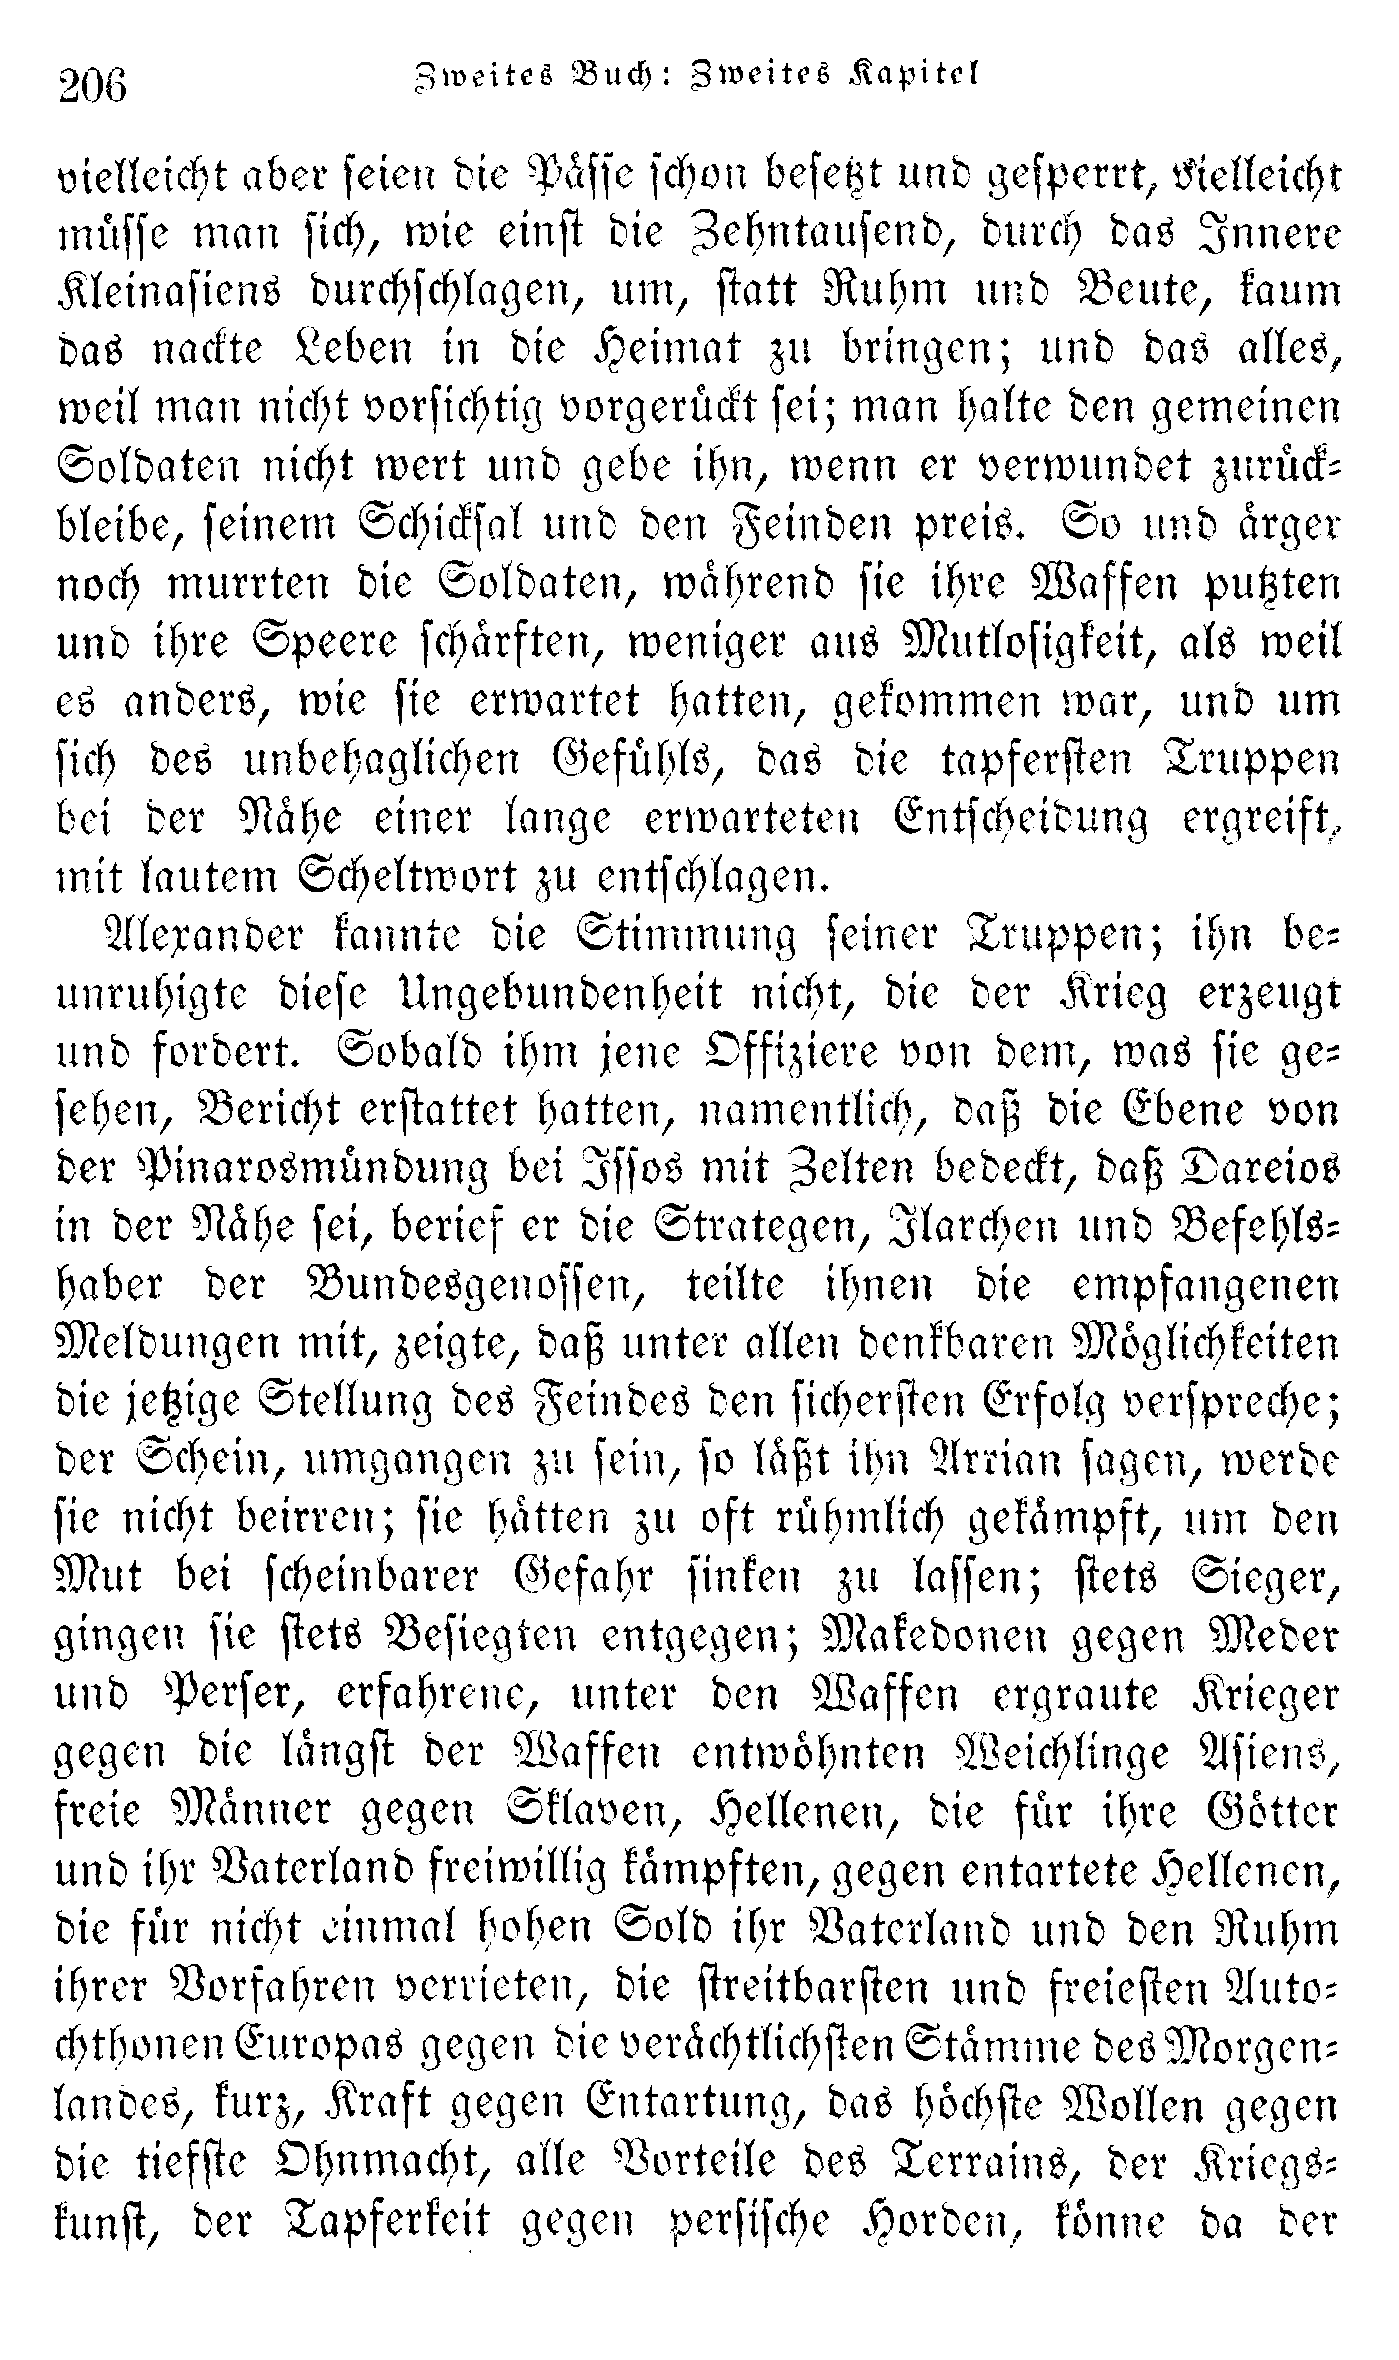 206
Zweites Buch: Zweites Kapitel
vielleicht aber seien die Pässe schon besetzt und gesperrt, vielleicht
müsse man sich, wie einst die Zehntausend, durch das Innere
Kleinasiens durchschlagen, um, statt Ruhm und Beute, kaum
das nackte Leben in die Heimat zu bringen; und das alles,
weil man nicht vorsichtig vorgerückt sei; man halte den gemeinen
Soldaten nicht wert und gebe ihn, wenn er verwundet zurück-
bleibe, seinem Schicksal und den Feinden preis. So und ärger
noch murrten die Soldaten, während sie ihre Waffen putzten
und ihre Speere schärften, weniger aus Mutlosigkeit, als weil
es anders, wie sie erwartet hatten, gekommen war, und um
sich des unbehaglichen Gefühls, das die tapfersten Truppen
bei der Nähe einer lange erwarteten Entscheidung ergreift,
mit lautem Scheltwort zu entschlagen.
Alexander kannte die Stimmung seiner Truppen; ihn be-
unruhigte diese Ungebundenheit nicht, die der Krieg erzeugt
und fordert. Sobald ihm jene Offiziere von dem, was sie ge-
sehen, Bericht erstattet hatten, namentlich, daß die Ebene von
der Pinarosmündung bei Issos mit Zelten bedeckt, daß Dareios
in der Nähe sei, berief er die Strategen, Ilarchen und Befehls-
haber der Bundesgenossen, teilte ihnen die empfangenen
Meldungen mit, zeigte, daß unter allen denkbaren Möglichkeiten
die jetzige Stellung des Feindes den sichersten Erfolg verspreche;
der Schein, umgangen zu sein, so läßt ihn Arrian sagen, werde
sie nicht beirren; sie hätten zu oft rühmlich gekämpft, um den
Mut bei scheinbarer Gefahr sinken zu lassen; stets Sieger,
gingen sie stets Besiegten entgegen; Makedonen gegen Meder
und Perser, erfahrene, unter den Waffen ergraute Krieger
gegen die längst der Waffen entwöhnten Weichlinge Asiens,
freie Männer gegen Sklaven, Hellenen, die für ihre Götter
und ihr Vaterland freiwillig kämpften, gegen entartete Hellenen,
die für nicht einmal hohen Sold ihr Vaterland und den Ruhm
ihrer Vorfahren verrieten, die streitbarsten und freiesten Auto-
chthonen Europas gegen die verächtlichsten Stämme des Morgen-
landes, kurz, Kraft gegen Entartung, das höchste Wollen gegen
die tiefste Ohnmacht, alle Vorteile des Terrains, der Kriegs-
kunst, der Tapferkeit gegen persische Horden, könne da der